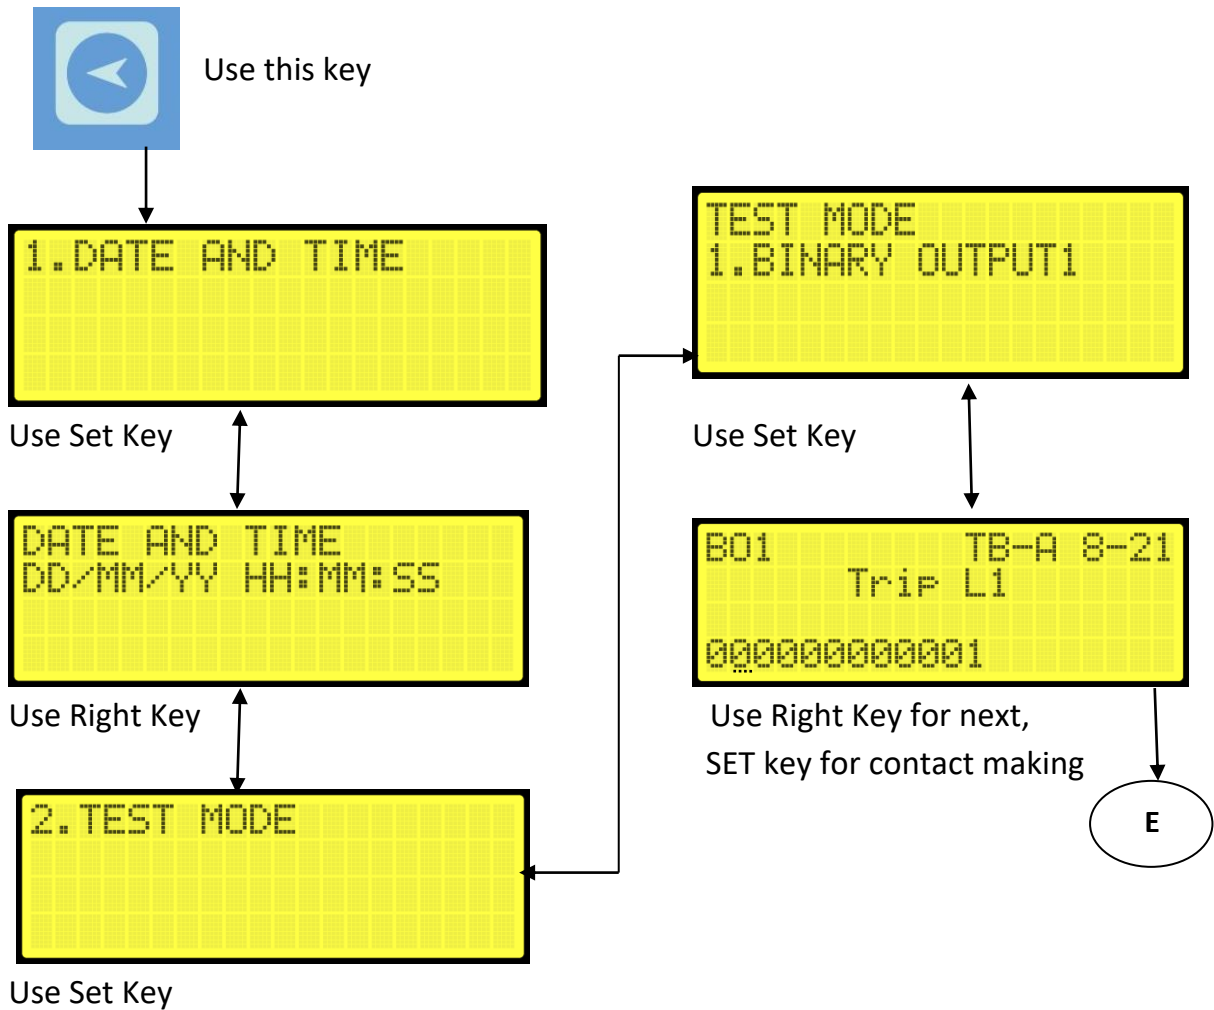 Use this key
1.DATE AND TIME
Use Set Key
DATE AND TIME
DD/MM/YY HH:MM:SS
Use Right Key
2.TEST MODE
Use Set Key
TEST MODE
1.BINARY OUTPUT1
Use Set Key
BO1 TB-A 8-21
Trip L1
000000000001
Use Right Key for next,
SET key for contact making
E